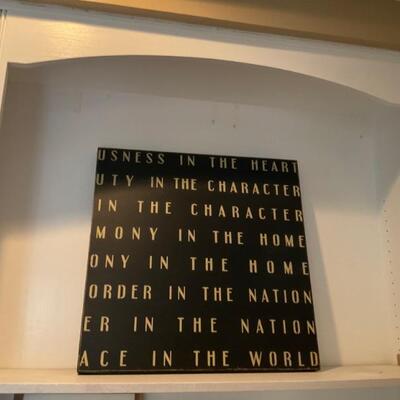 USNESS IN THE HEART
UTY IN THE CHARACTER
IN THE CHARACTER
MONY IN THE HOME
ONY IN THE HOME
ORDER IN THE NATION
ER IN THE NATION
ACE IN THE WORLD